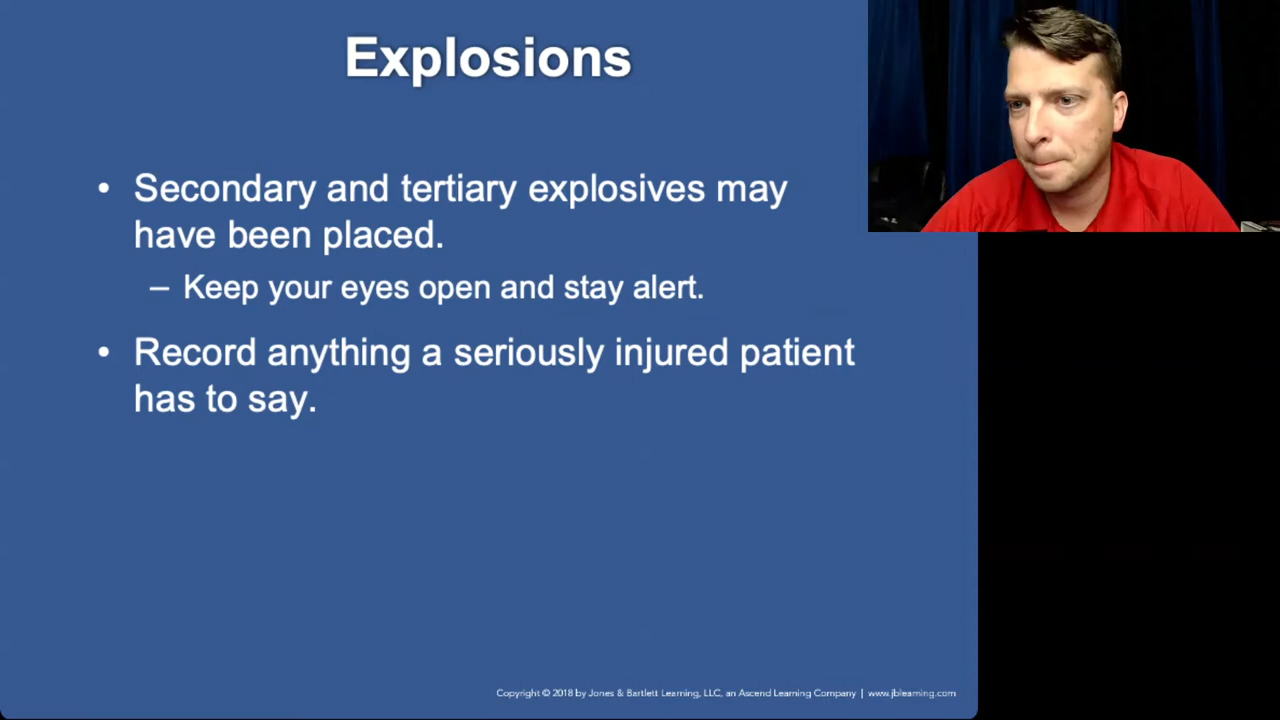 Explosions
• Secondary and tertiary explosives may
have been placed.
– Keep your eyes open and stay alert.
• Record anything a seriously injured patient
has to say.
Copyright © 2018 by Jones & Bartlett Learning, LLC, an Ascend Learning Company | www.jblearning.com